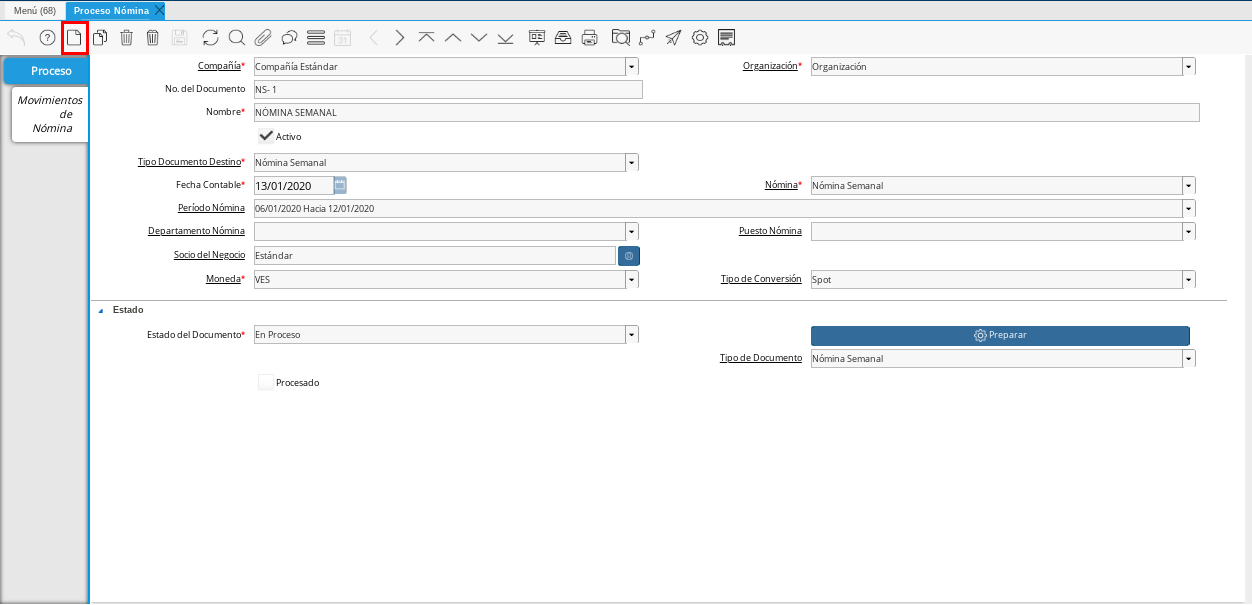 Menú (68) Proceso Nómina
Proceso
Movimientos
de
Nómina
Compañía* Compañía Estándar Organización* Organización
No. del Documento NS- 1
Nombre* NÓMINA SEMANAL
Activo
Tipo Documento Destino* Nómina Semanal
Fecha Contable* 13/01/2020 Nómina* Nómina Semanal
Período Nómina 06/01/2020 Hacia 12/01/2020
Departamento Nómina Puesto Nómina
Socio del Negocio Estándar
Moneda* VES Tipo de Conversión Spot
Estado
Estado del Documento* En Proceso Preparar
Tipo de Documento Nómina Semanal
Procesado